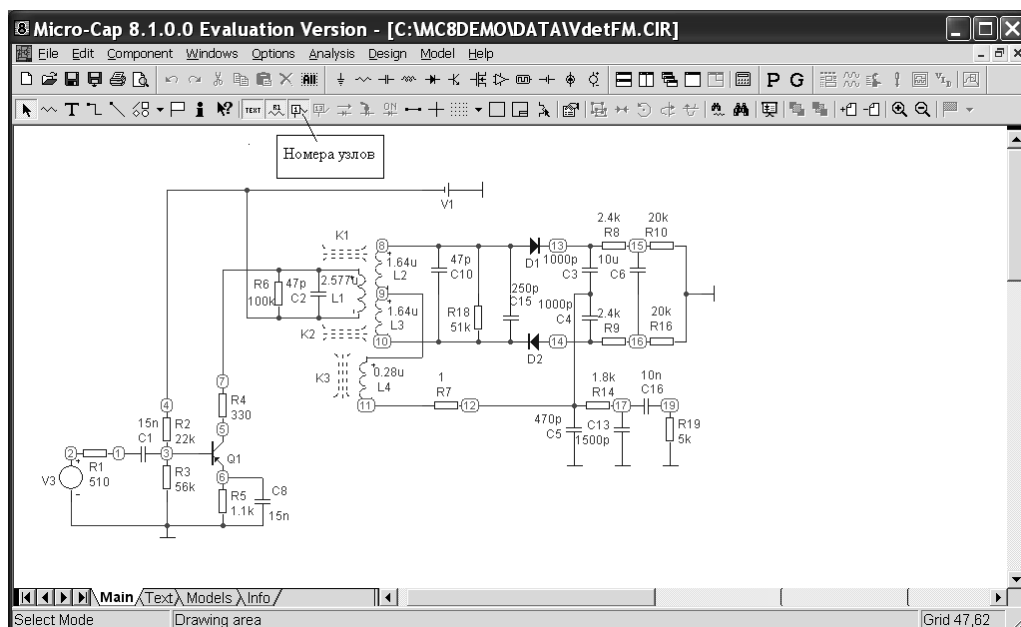 8 Micro-Cap 8.1.0.0 Evaluation Version - [C:\MC8DEMO\DATA\VdetFM.CIR]
File Edit Component Windows Options Analysis Design Model Help
P G
T TEXT R1 ON
Номера узлов
V1
K1
8
47p
C10
1.64u
L2
R6
100k
47p
C2
2.577u
L1
9
1.64u
L3
K2
10
R18
51k
250p
C15
D1
13
1000p
C3
2.4k
R8
10u
C6
15
20k
R10
1000p
C4
2.4k
R9
16
20k
R16
D2
14
K3
0.28u
L4
11
1
R7
12
1.8k
R14
17
10n
C16
19
470p
C5
C13
1500p
R19
5k
7
R4
330
4
5
15n
C1
R2
22k
2
R1
510
1
3
Q1
V3
R3
56k
6
R5
1.1k
C8
15n
Main Text Models Info
Select Mode Drawing area Grid 47,62